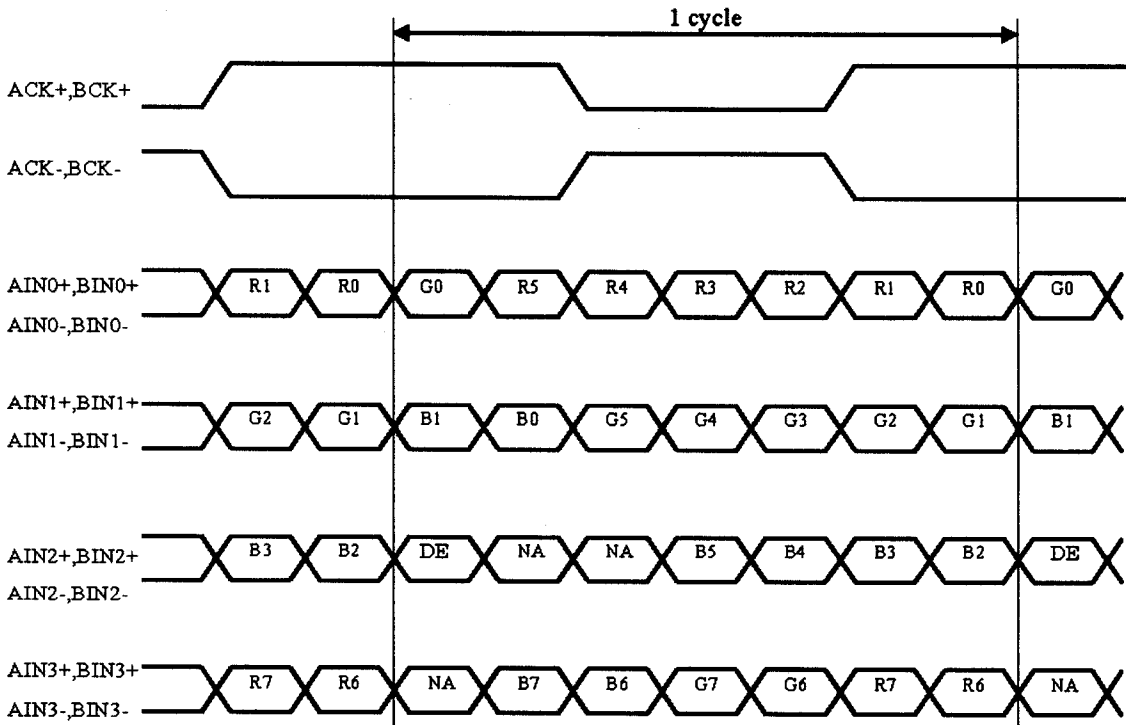 1 cycle
ACK+,BCK+
ACK-,BCK-
AIN0+,BIN0+
R1 R0 G0 R5 R4 R3 R2 R1 R0 G0
AIN0-,BIN0-
AIN1+,BIN1+
G2 G1 B1 B0 G5 G4 G3 G2 G1 B1
AIN1-,BIN1-
AIN2+,BIN2+
B3 B2 DE NA NA B5 B4 B3 B2 DE
AIN2-,BIN2-
AIN3+,BIN3+
R7 R6 NA B7 B6 G7 G6 R7 R6 NA
AIN3-,BIN3-